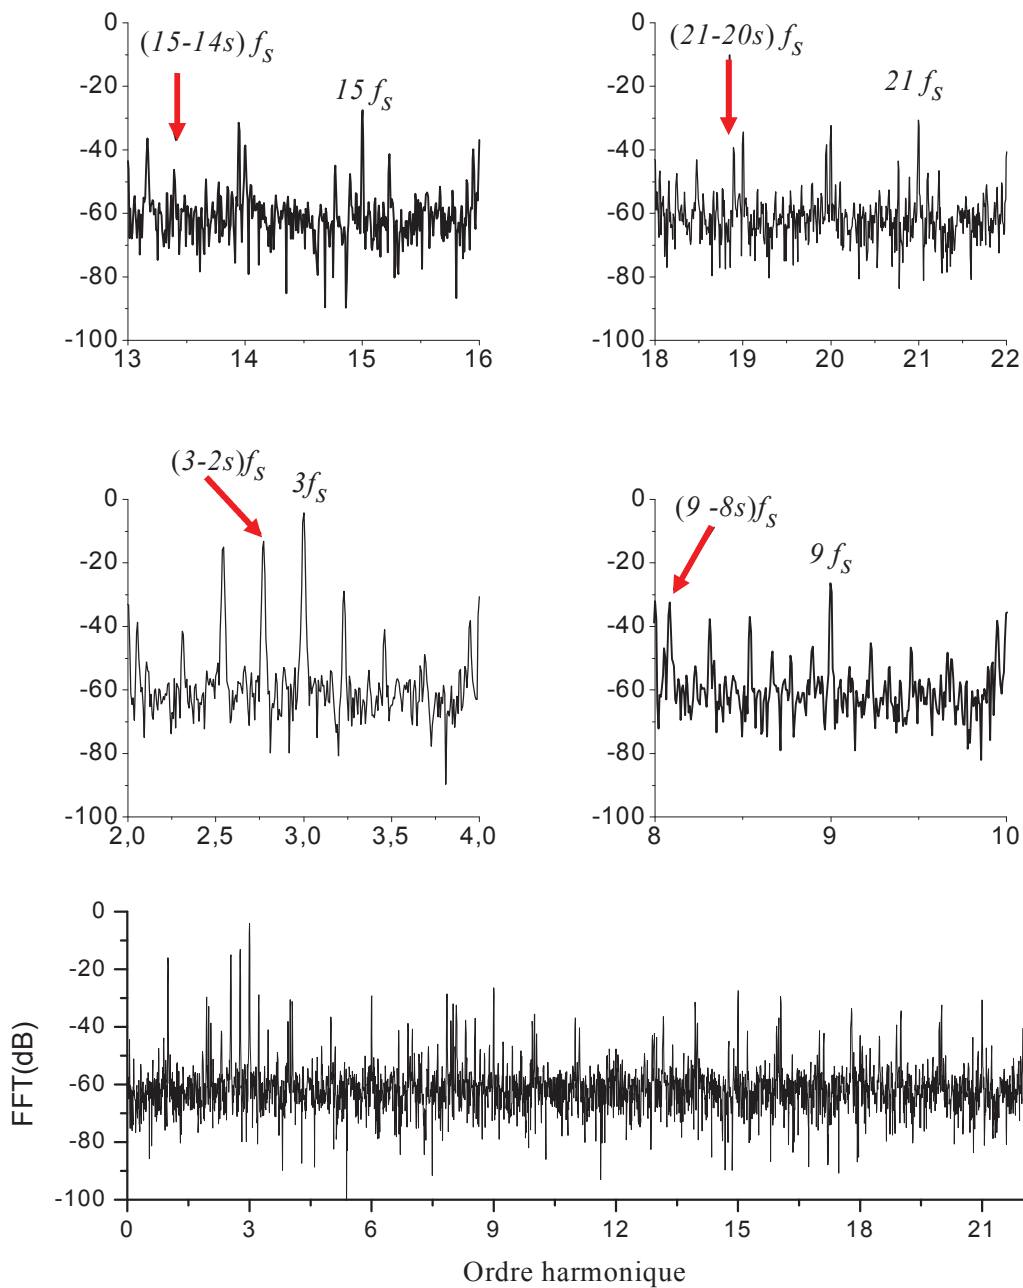 (15-14s) fs
15 fs
0
-20
-40
-60
-80
-100
13 14 15 16
(21-20s) fs
21 fs
0
-20
-40
-60
-80
-100
18 19 20 21 22
(3-2s)fs
3fs
0
-20
-40
-60
-80
-100
2,0 2,5 3,0 3,5 4,0
(9 -8s)fs
9 fs
0
-20
-40
-60
-80
-100
8 9 10
FFT(dB)
0
-20
-40
-60
-80
-100
0 3 6 9 12 15 18 21
Ordre harmonique